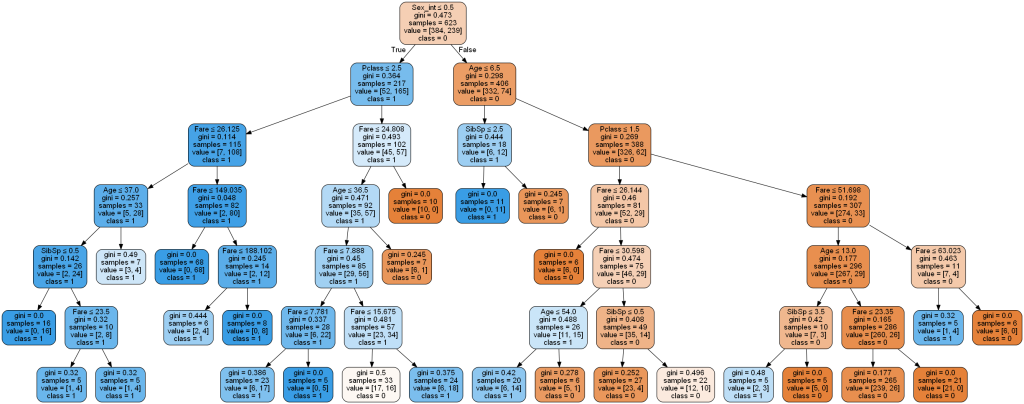 Sex_int ≤ 0.5
gini = 0.473
samples = 623
value = [384, 239]
class = 0
True
False
Pclass ≤ 2.5
gini = 0.364
samples = 217
value = [52, 165]
class = 1
Age ≤ 6.5
gini = 0.298
samples = 406
value = [332, 74]
class = 0
Fare ≤ 26.125
gini = 0.114
samples = 115
value = [7, 108]
class = 1
Fare ≤ 24.808
gini = 0.493
samples = 102
value = [45, 57]
class = 1
SibSp ≤ 2.5
gini = 0.444
samples = 18
value = [6, 12]
class = 1
Pclass ≤ 1.5
gini = 0.269
samples = 388
value = [326, 62]
class = 0
Age ≤ 37.0
gini = 0.257
samples = 33
value = [5, 28]
class = 1
Fare ≤ 149.035
gini = 0.048
samples = 82
value = [2, 80]
class = 1
Age ≤ 36.5
gini = 0.471
samples = 92
value = [35, 57]
class = 1
gini = 0.0
samples = 10
value = [10, 0]
class = 0
gini = 0.0
samples = 11
value = [0, 11]
class = 1
gini = 0.245
samples = 7
value = [6, 1]
class = 0
Fare ≤ 26.144
gini = 0.46
samples = 81
value = [52, 29]
class = 0
Fare ≤ 51.698
gini = 0.192
samples = 307
value = [274, 33]
class = 0
SibSp ≤ 0.5
gini = 0.142
samples = 26
value = [2, 24]
class = 1
gini = 0.49
samples = 7
value = [3, 4]
class = 1
gini = 0.0
samples = 68
value = [0, 68]
class = 1
Fare ≤ 188.102
gini = 0.245
samples = 14
value = [2, 12]
class = 1
Fare ≤ 7.888
gini = 0.45
samples = 85
value = [29, 56]
class = 1
gini = 0.245
samples = 7
value = [6, 1]
class = 0
gini = 0.0
samples = 6
value = [6, 0]
class = 0
Fare ≤ 30.598
gini = 0.474
samples = 75
value = [46, 29]
class = 0
Age ≤ 13.0
gini = 0.177
samples = 296
value = [267, 29]
class = 0
Fare ≤ 63.023
gini = 0.463
samples = 11
value = [7, 4]
class = 0
gini = 0.0
samples = 16
value = [0, 16]
class = 1
Fare ≤ 23.5
gini = 0.32
samples = 10
value = [2, 8]
class = 1
gini = 0.444
samples = 6
value = [2, 4]
class = 1
gini = 0.0
samples = 8
value = [0, 8]
class = 1
Fare ≤ 7.781
gini = 0.337
samples = 28
value = [6, 22]
class = 1
Fare ≤ 15.675
gini = 0.481
samples = 57
value = [23, 34]
class = 1
Age ≤ 54.0
gini = 0.488
samples = 26
value = [11, 15]
class = 1
SibSp ≤ 0.5
gini = 0.408
samples = 49
value = [35, 14]
class = 0
SibSp ≤ 3.5
gini = 0.42
samples = 10
value = [7, 3]
class = 0
Fare ≤ 23.35
gini = 0.165
samples = 286
value = [260, 26]
class = 0
gini = 0.32
samples = 5
value = [1, 4]
class = 1
gini = 0.0
samples = 6
value = [6, 0]
class = 0
gini = 0.32
samples = 5
value = [1, 4]
class = 1
gini = 0.32
samples = 5
value = [1, 4]
class = 1
gini = 0.386
samples = 23
value = [6, 17]
class = 1
gini = 0.0
samples = 5
value = [0, 5]
class = 1
gini = 0.5
samples = 33
value = [17, 16]
class = 0
gini = 0.375
samples = 24
value = [6, 18]
class = 1
gini = 0.42
samples = 20
value = [6, 14]
class = 1
gini = 0.278
samples = 6
value = [5, 1]
class = 0
gini = 0.252
samples = 27
value = [23, 4]
class = 0
gini = 0.496
samples = 22
value = [12, 10]
class = 0
gini = 0.48
samples = 5
value = [2, 3]
class = 1
gini = 0.0
samples = 5
value = [5, 0]
class = 0
gini = 0.177
samples = 265
value = [239, 26]
class = 0
gini = 0.0
samples = 21
value = [21, 0]
class = 0